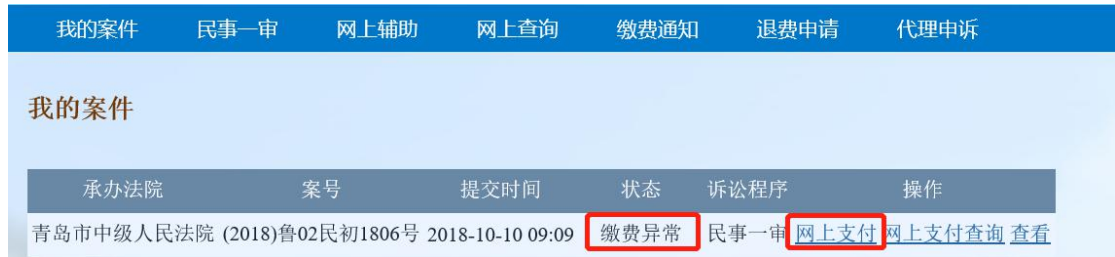 我的案件 民事一审 网上辅助 网上查询 缴费通知 退费申请 代理申诉
我的案件
承办法院 案号 提交时间 状态 诉讼程序 操作
青岛市中级人民法院 (2018)鲁02民初1806号 2018-10-10 09:09 缴费异常 民事一审 网上支付 网上支付查询 查看